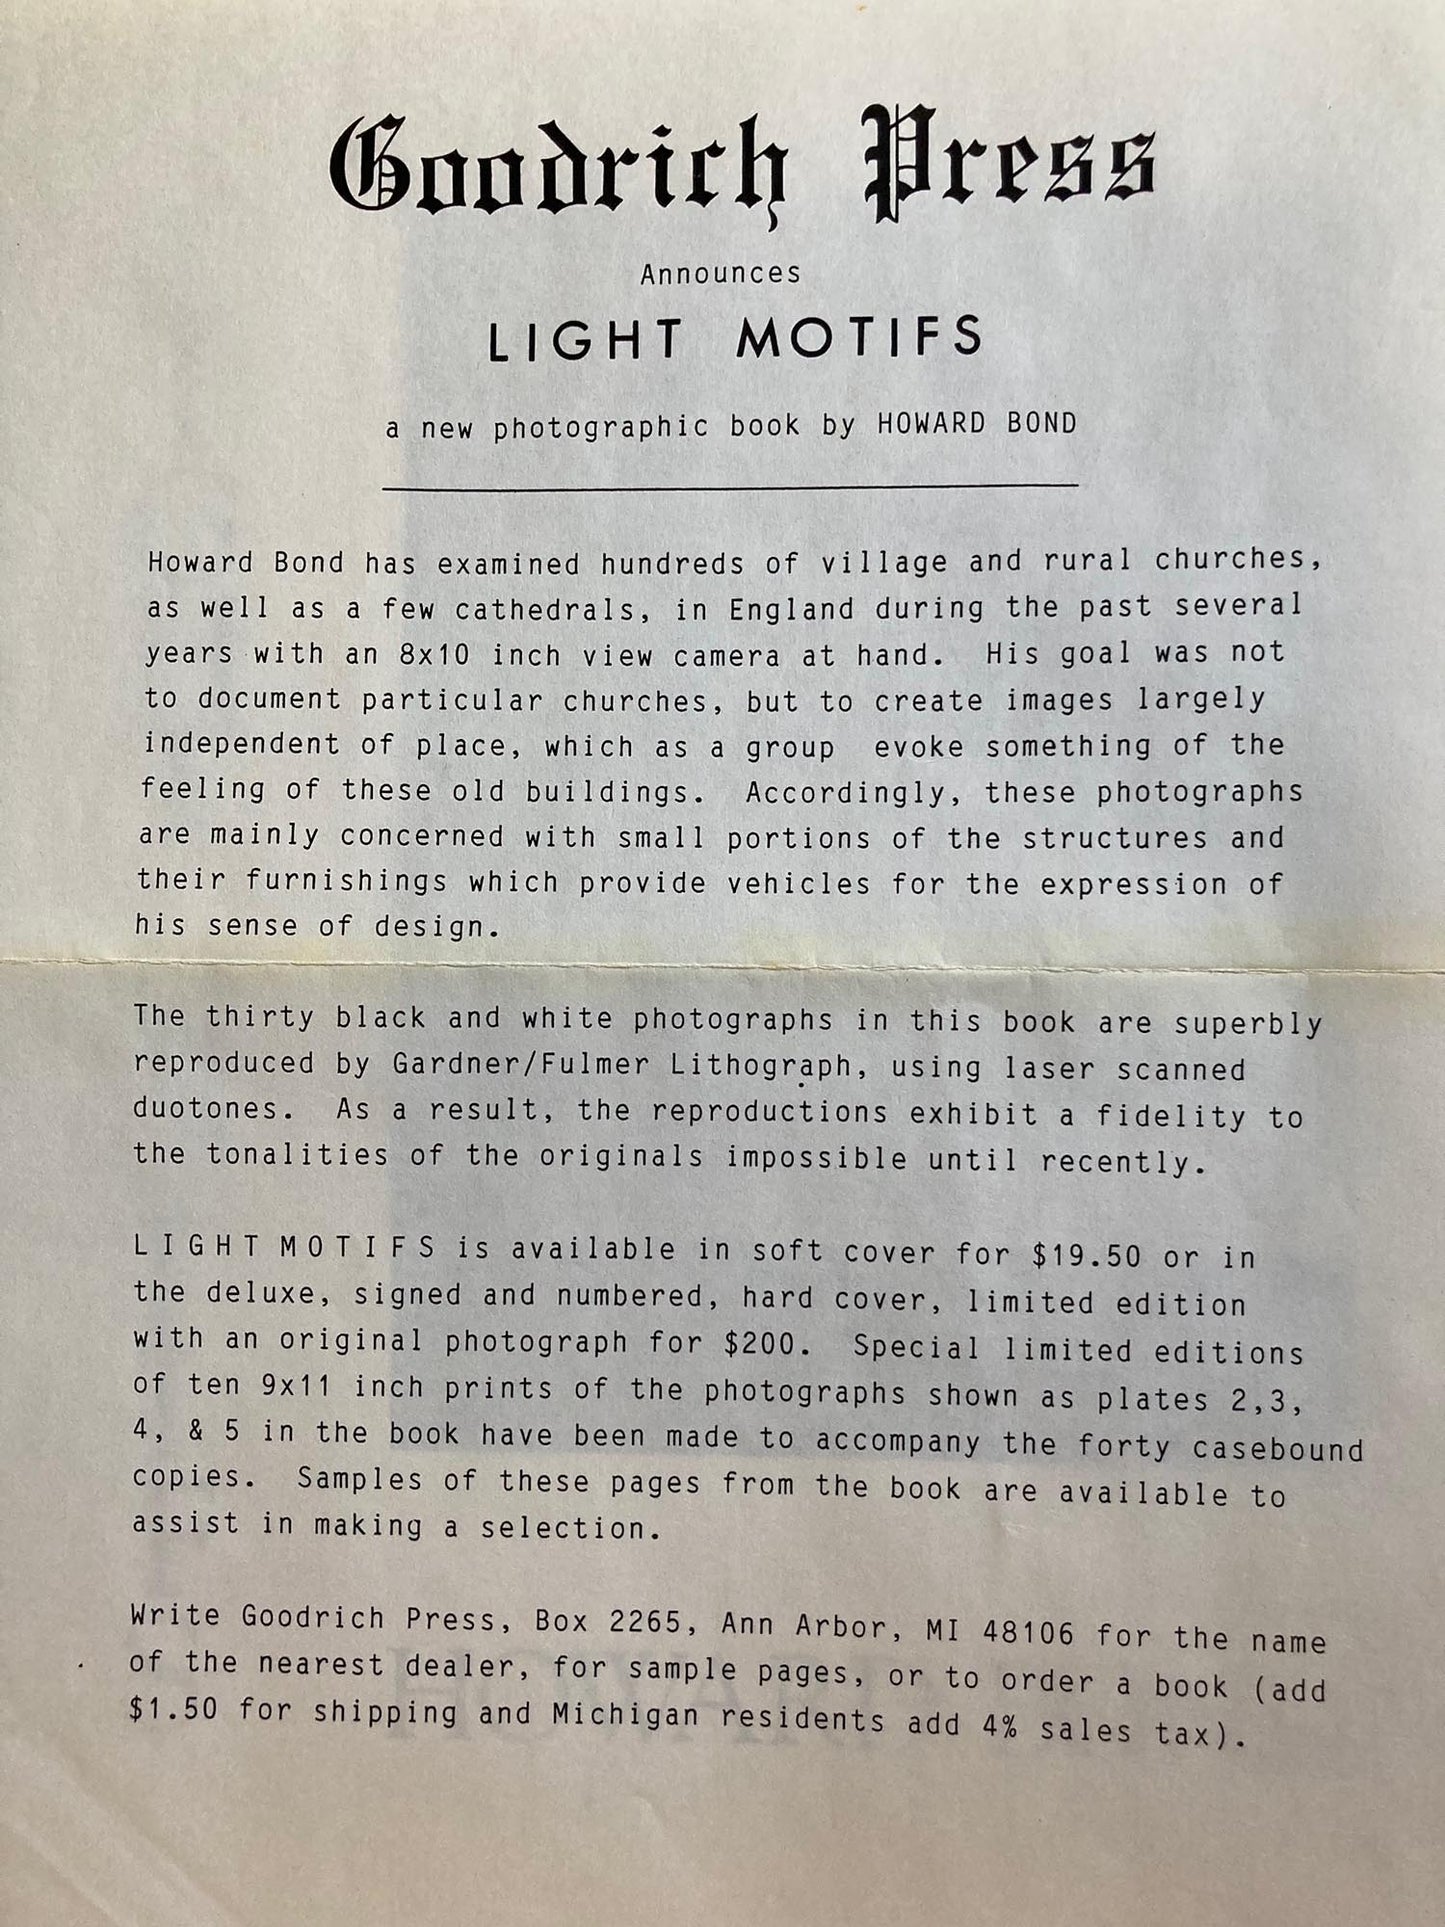 Goodrich Press
Announces
LIGHT MOTIFS
a new photographic book by HOWARD BOND
Howard Bond has examined hundreds of village and rural churches,
as well as a few cathedrals, in England during the past several
years with an 8x10 inch view camera at hand. His goal was not
to document particular churches, but to create images largely
independent of place, which as a group evoke something of the
feeling of these old buildings. Accordingly, these photographs
are mainly concerned with small portions of the structures and
their furnishings which provide vehicles for the expression of
his sense of design.
The thirty black and white photographs in this book are superbly
reproduced by Gardner/Fulmer Lithograph, using laser scanned
duotones. As a result, the reproductions exhibit a fidelity to
the tonalities of the originals impossible until recently.
LIGHT MOTIFS is available in soft cover for $19.50 or in
the deluxe, signed and numbered, hard cover, limited edition
with an original photograph for $200. Special limited editions
of ten 9x11 inch prints of the photographs shown as plates 2,3,
4, & 5 in the book have been made to accompany the forty casebound
copies. Samples of these pages from the book are available to
assist in making a selection.
Write Goodrich Press, Box 2265, Ann Arbor, MI 48106 for the name
of the nearest dealer, for sample pages, or to order a book (add
$1.50 for shipping and Michigan residents add 4% sales tax).